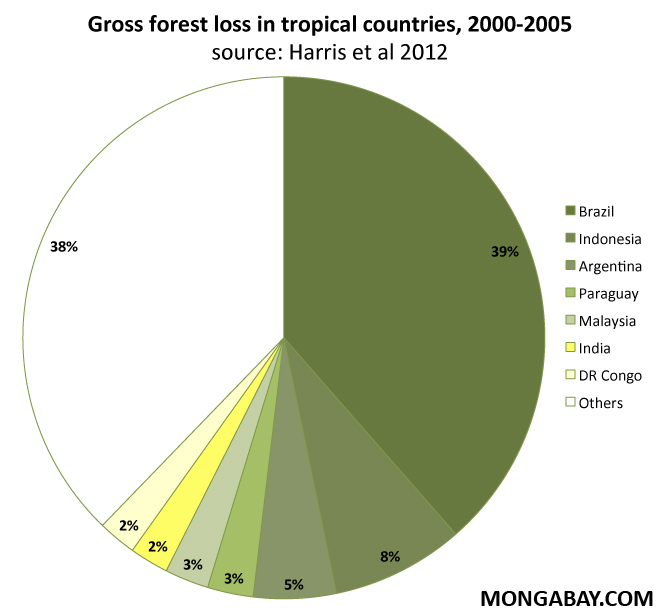 Gross forest loss in tropical countries, 2000-2005
source: Harris et al 2012
38%
39%
Brazil
Indonesia
Argentina
Paraguay
Malaysia
India
DR Congo
Others
2%
2%
3%
3%
5%
8%
MONGABAY.COM